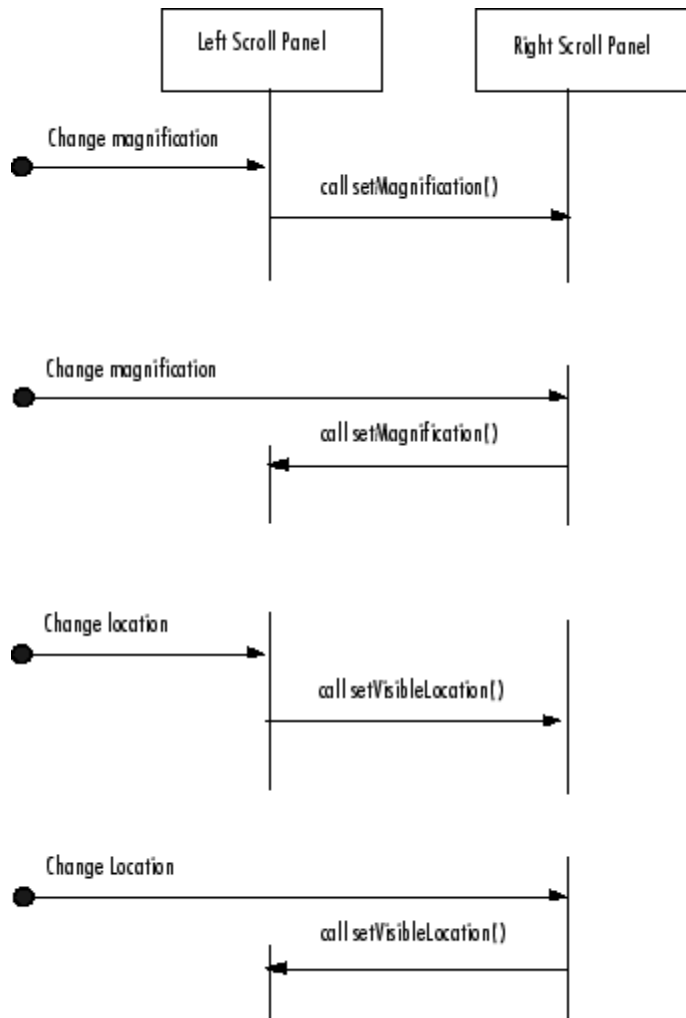 Left Scroll Panel
Right Scroll Panel
Change magnification
call setMagnification()
Change magnification
call setMagnification()
Change location
call setVisibleLocation()
Change Location
call setVisibleLocation()